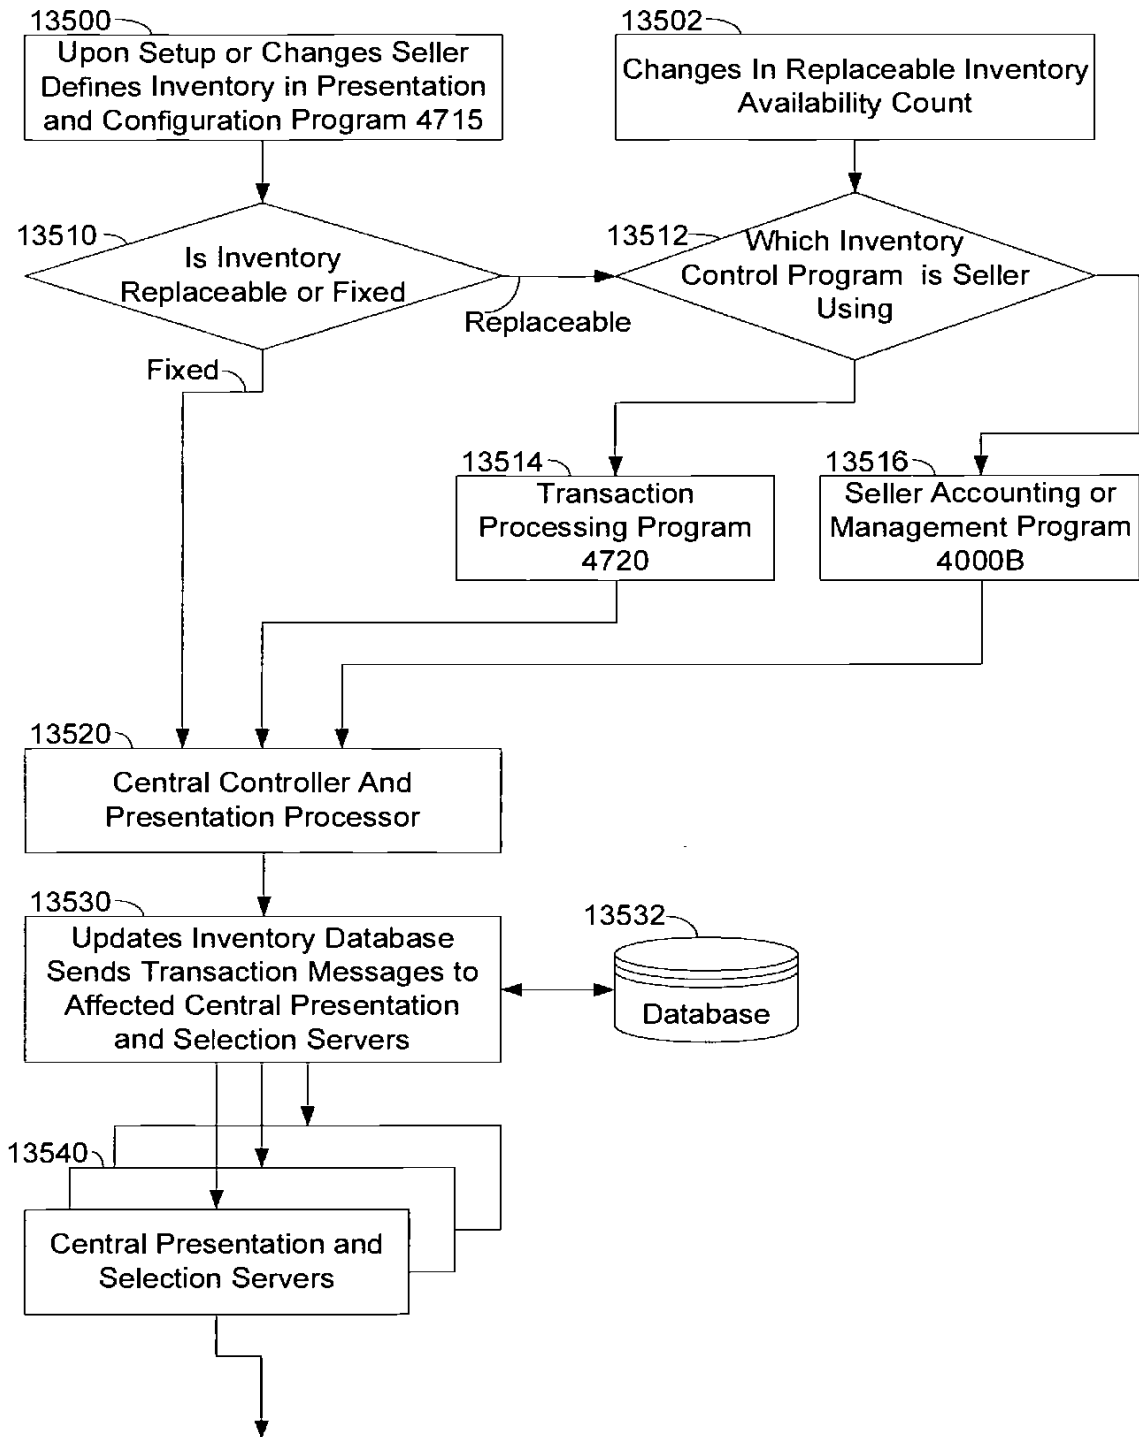 13500
Upon Setup or Changes Seller
Defines Inventory in Presentation
and Configuration Program 4715
13502
Changes In Replaceable Inventory
Availability Count
13510
Is Inventory
Replaceable or Fixed
Replaceable
Fixed
13512
Which Inventory
Control Program is Seller
Using
13514
Transaction
Processing Program
4720
13516
Seller Accounting or
Management Program
4000B
13520
Central Controller And
Presentation Processor
13530
Updates Inventory Database
Sends Transaction Messages to
Affected Central Presentation
and Selection Servers
13532
Database
13540
Central Presentation and
Selection Servers